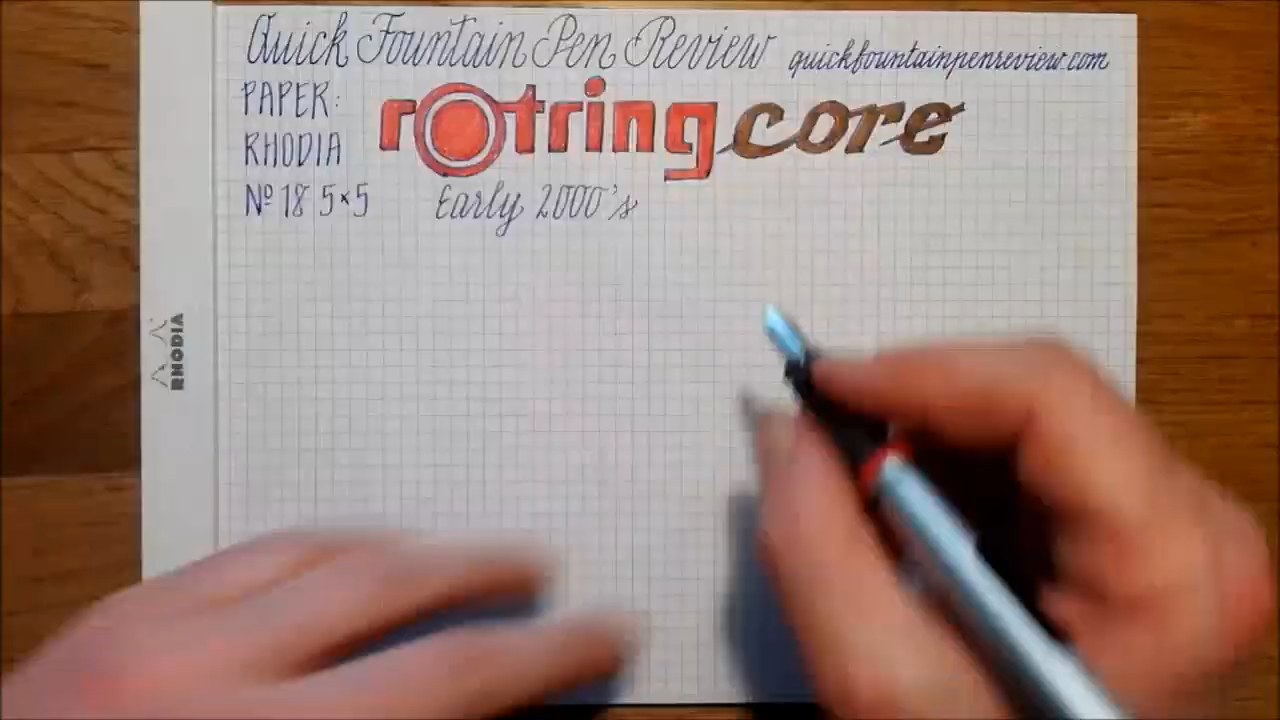 Quick Fountain Pen Review quickfountainpenreview.com
PAPER:
RHODIA
Nº 18 5×5
rotring core
Early 2000's
RHODIA